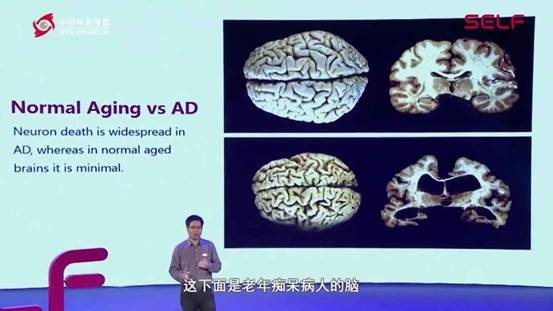 中国科普博览
SELF
Normal Aging vs AD
Neuron death is widespread in
AD, whereas in normal aged
brains it is minimal.
这下面是老年痴呆病人的脑